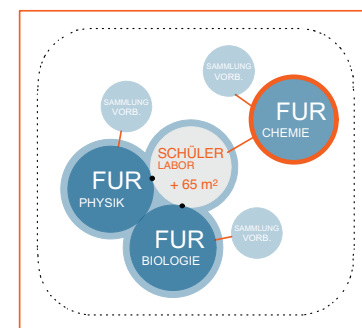 SAMMLUNG
VORB.
SAMMLUNG
VORB.
FUR
CHEMIE
SCHÜLER
LABOR
+ 65 m²
FUR
PHYSIK
SAMMLUNG
VORB.
FUR
BIOLOGIE